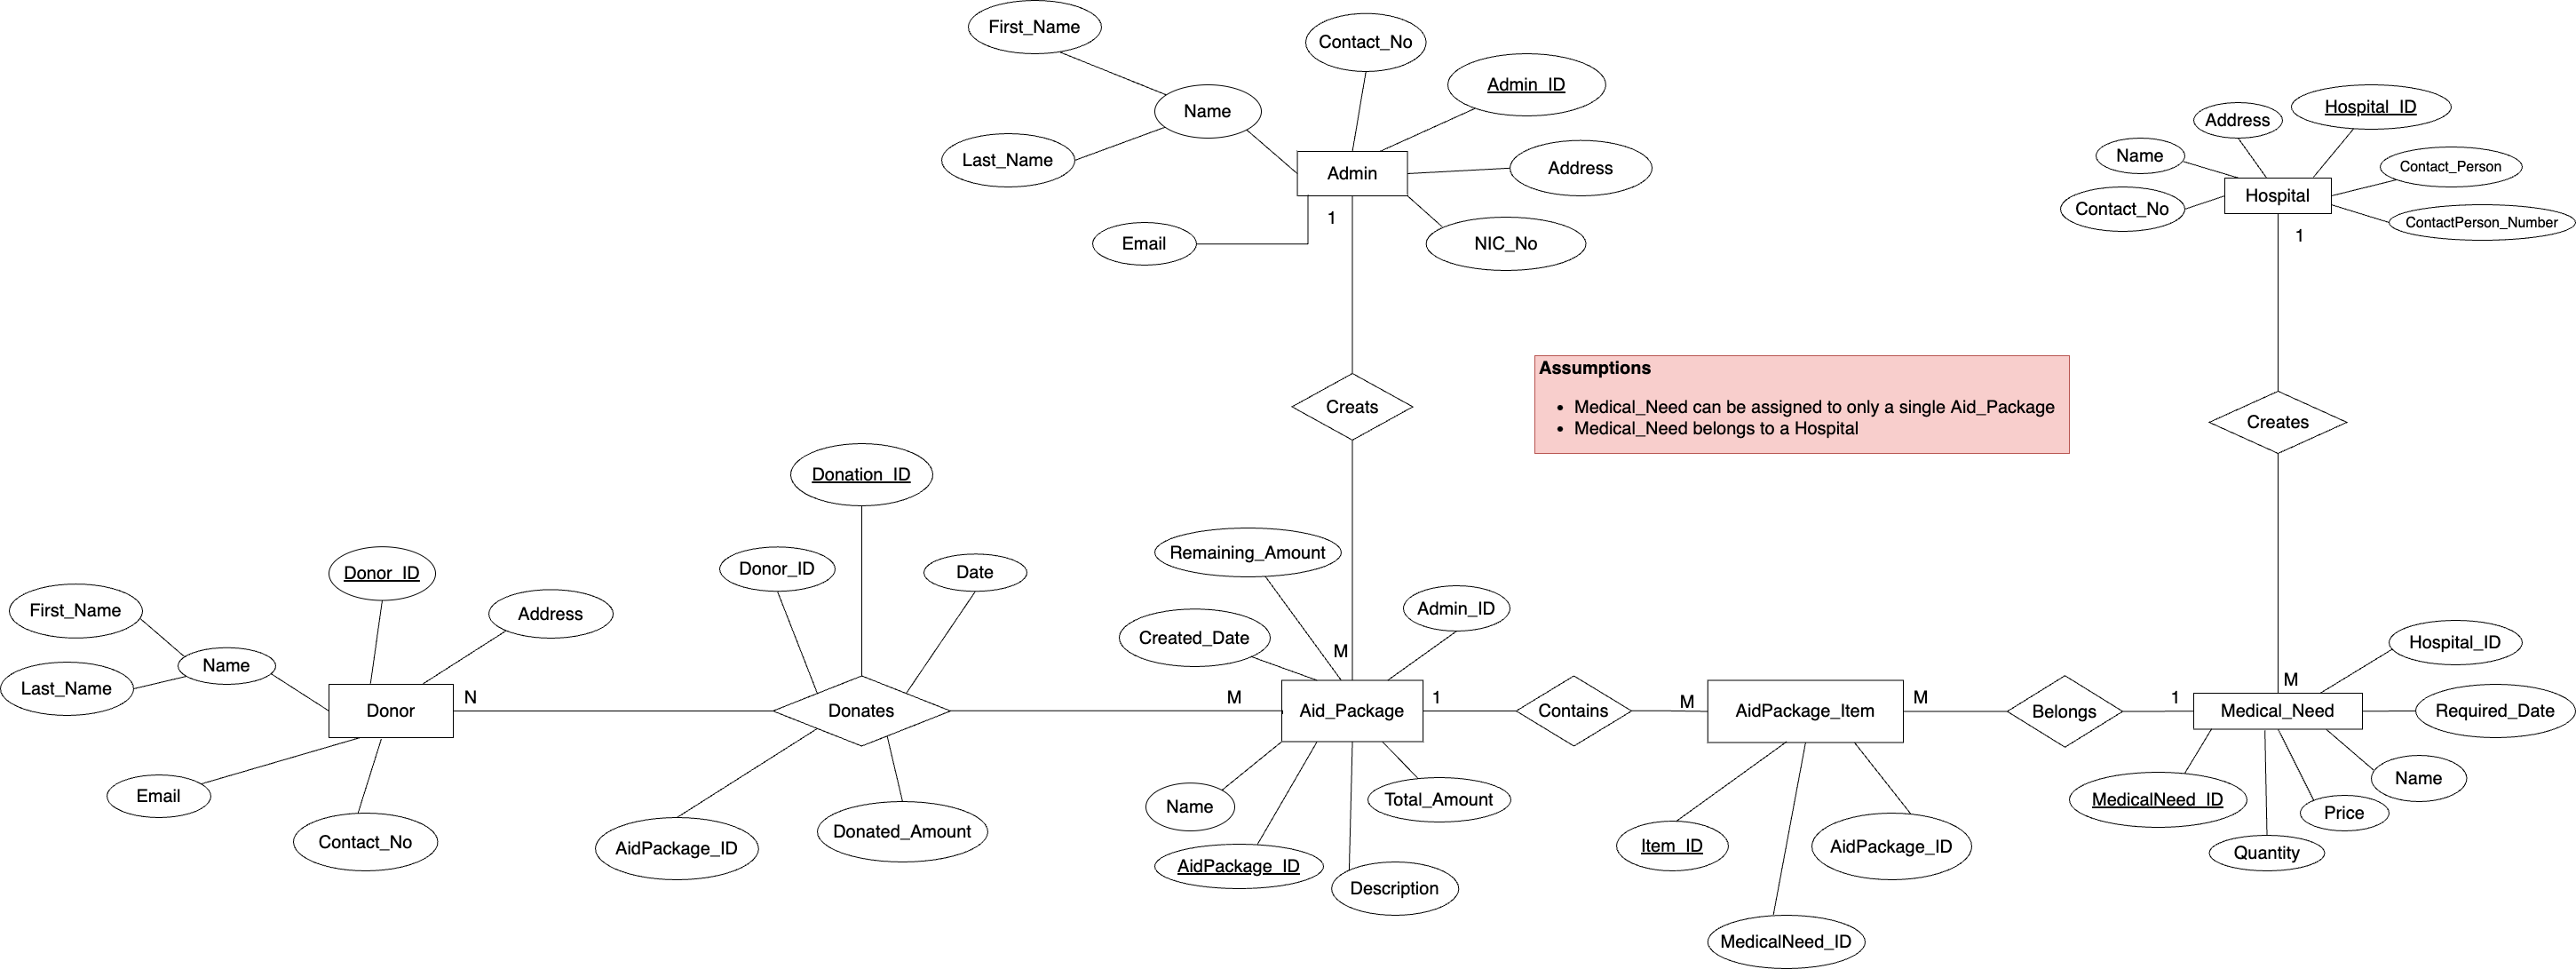 First_Name
Contact_No
Admin_ID
Name
Last_Name
Admin
Address
1
Email
NIC_No
Hospital_ID
Address
Name
Contact_Person
Hospital
Contact_No
ContactPerson_Number
1
Creats
Assumptions
• Medical_Need can be assigned to only a single Aid_Package
• Medical_Need belongs to a Hospital
Creates
Donation_ID
Donor_ID
Date
Donor_ID
Address
First_Name
Name
Last_Name
Donor
N
Email
Contact_No
Donates
M
AidPackage_ID
Donated_Amount
Remaining_Amount
Created_Date
Admin_ID
M
Aid_Package
1
Name
Total_Amount
AidPackage_ID
Description
Contains
M
AidPackage_Item
M
Item_ID
AidPackage_ID
MedicalNeed_ID
Belongs
1
M
Medical_Need
Hospital_ID
Required_Date
Name
MedicalNeed_ID
Price
Quantity